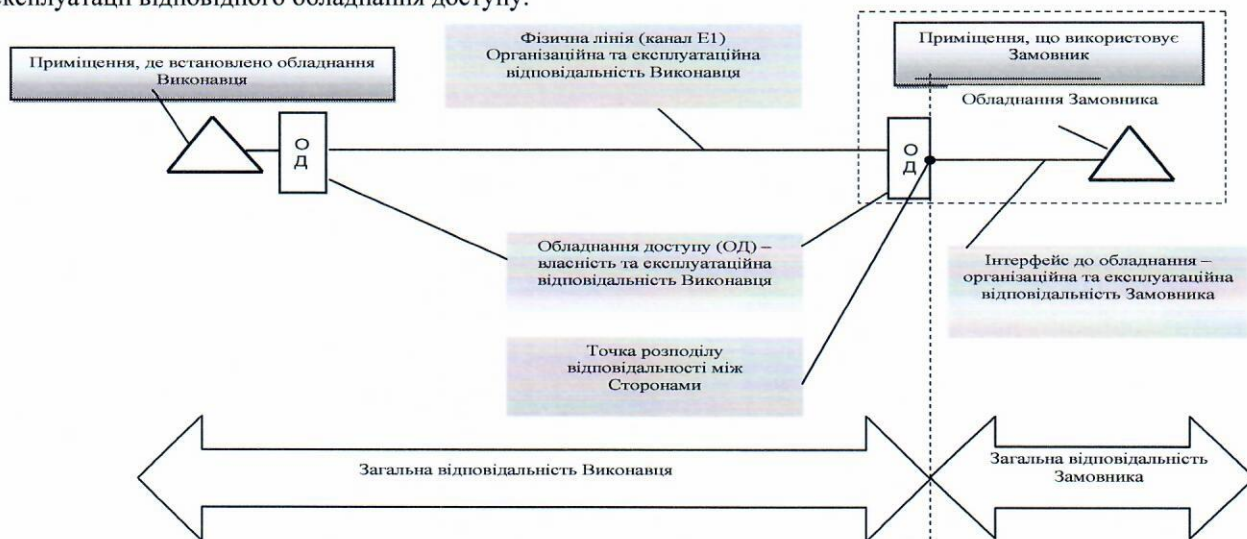 експлуатації відповідного обладнання доступу.
Фізична лінія (канал Е1)
Організаційна та експлуатаційна
відповідальність Виконавця
Приміщення, що використовує
Замовник
Приміщення, де встановлено обладнання
Виконавця
Обладнання Замовника
О
Д
О
Д
Обладнання доступу (ОД) –
власність та експлуатаційна
відповідальність Виконавця
Інтерфейс до обладнання –
організаційна та експлуатаційна
відповідальність Замовника
Точка розподілу
відповідальності між
Сторонами
Загальна відповідальність Виконавця
Загальна відповідальність
Замовника